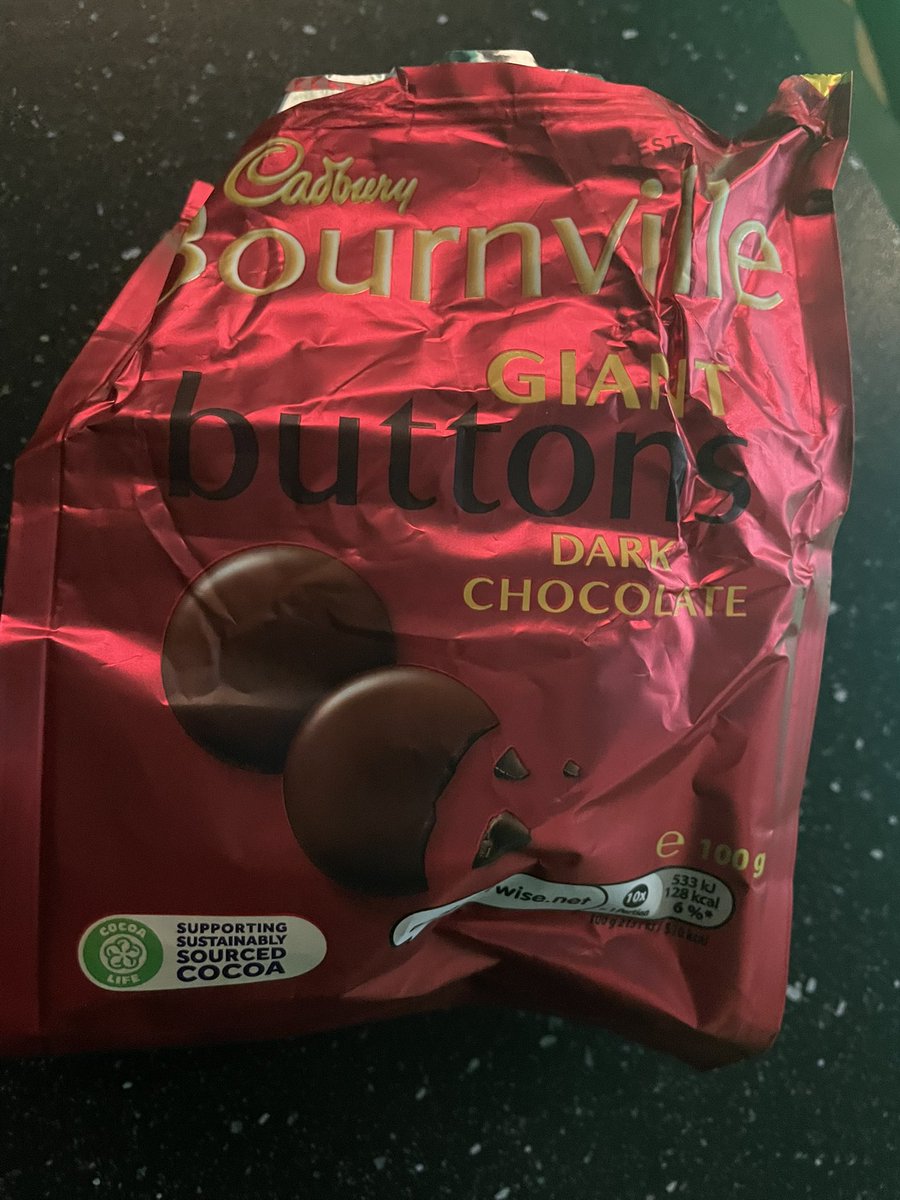 EST
Cadbury
Bournville
GIANT
buttons
DARK
CHOCOLATE
e 100 g
wise.net
10x
533 kJ
128 kcal
6 %*
COCOA
LIFE
SUPPORTING
SUSTAINABLY
SOURCED
COCOA